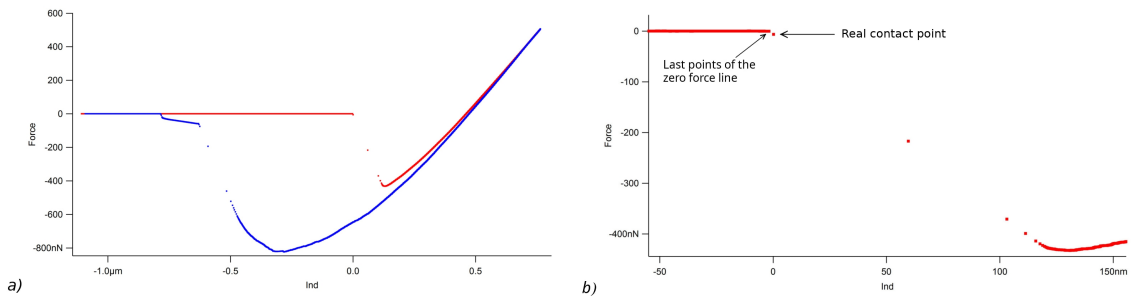 600
400
200
0
-200
-400
-600
-800nN
Force
-1.0µm
-0.5
0.0
0.5
Ind
a)
0
-100
-200
-300
-400nN
Force
Real contact point
Last points of the
zero force line
-50
0
50
100
150nm
Ind
b)